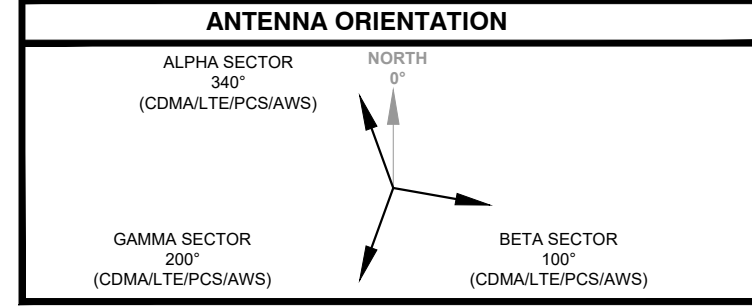 ANTENNA ORIENTATION
ALPHA SECTOR
340°
(CDMA/LTE/PCS/AWS)
NORTH
0°
GAMMA SECTOR
200°
(CDMA/LTE/PCS/AWS)
BETA SECTOR
100°
(CDMA/LTE/PCS/AWS)